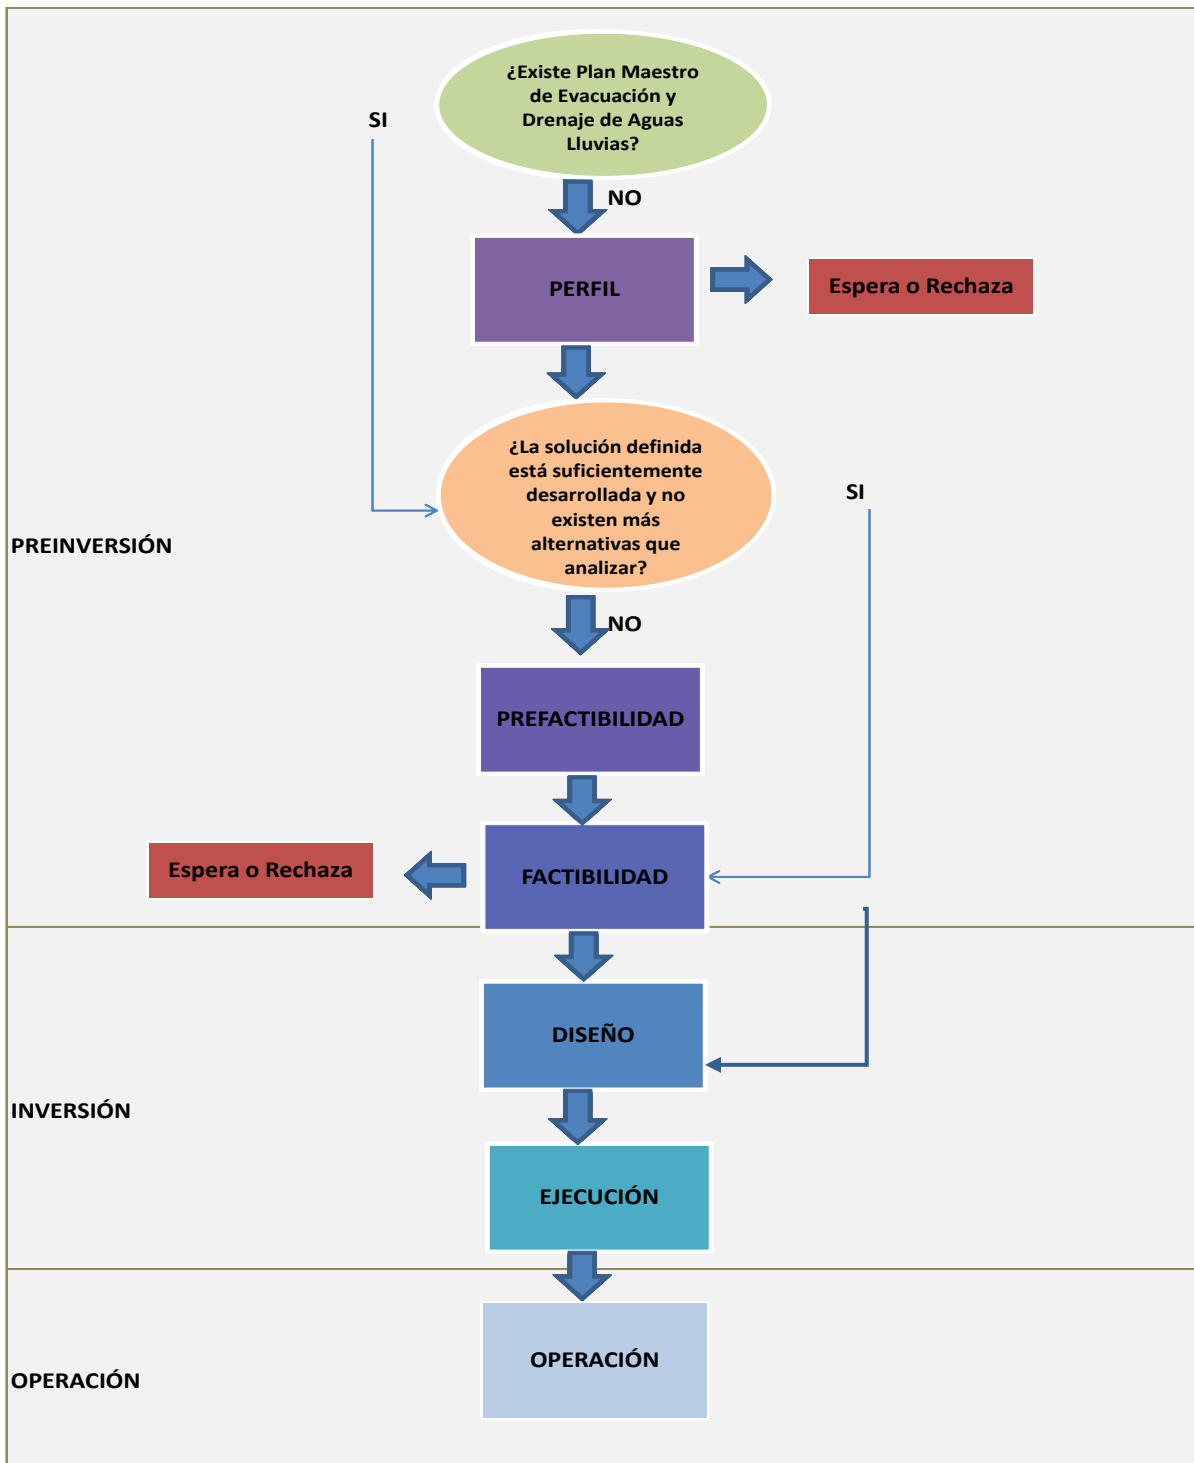 ¿Existe Plan Maestro
de Evacuación y
Drenaje de Aguas
Lluvias?
SI
NO
PERFIL
Espera o Rechaza
¿La solución definida
está suficientemente
desarrollada y no
existen más
alternativas que
analizar?
SI
PREINVERSIÓN
NO
PREFACTIBILIDAD
Espera o Rechaza
FACTIBILIDAD
DISEÑO
INVERSIÓN
EJECUCIÓN
OPERACIÓN
OPERACIÓN